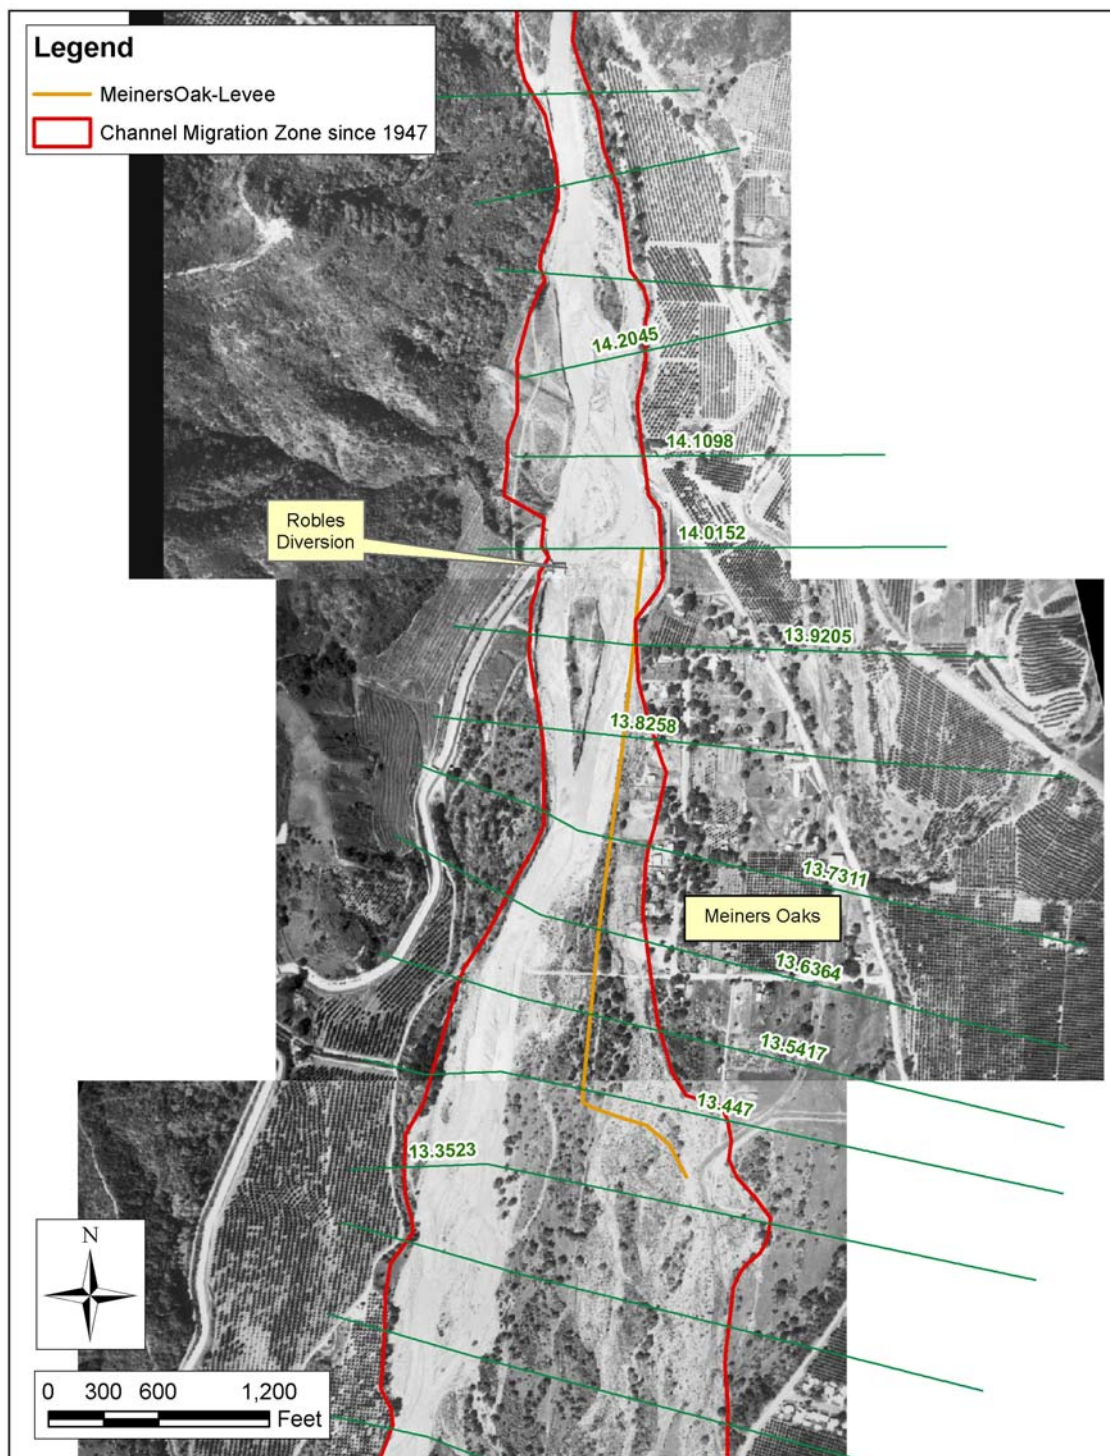 Legend
MeinersOak-Levee
Channel Migration Zone since 1947
14.2045
14.1098
Robles
Diversion
14.0152
13.9205
13.8258
13.7311
Meiners Oaks
13.6364
13.5417
13.447
13.3523
N
0 300 600 1,200
Feet